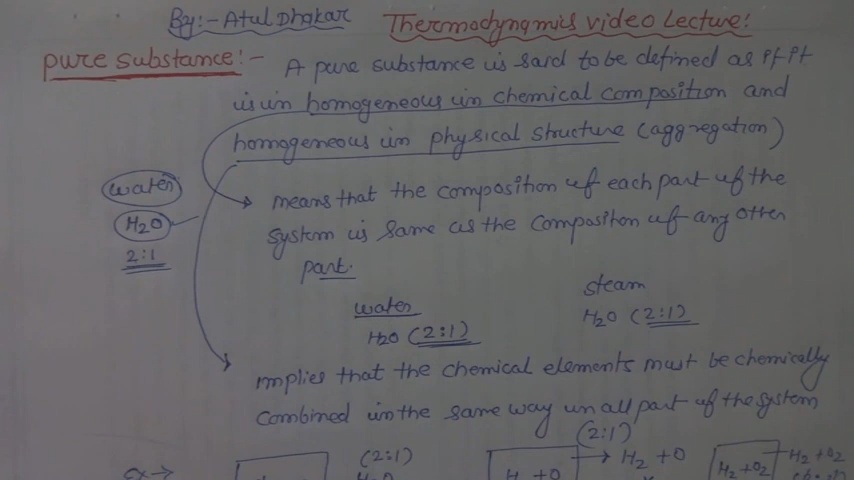 By:- Atul Dhakar Thermodynamics video Lecture:
pure substance:- A pure substance is said to be defined as if it
is in homogeneous in chemical composition and
homogeneous in physical structure (aggregation)
water
H2O
2:1
means that the composition of each part of the
system is same as the composition of any other
part.
water steam
H2O (2:1) H2O (2:1)
implies that the chemical elements must be chemically
combined in the same way in all part of the system
(2:1)
Ex→ (2:1) H2+O → H2+O H2+O2 H2+O2
H2O